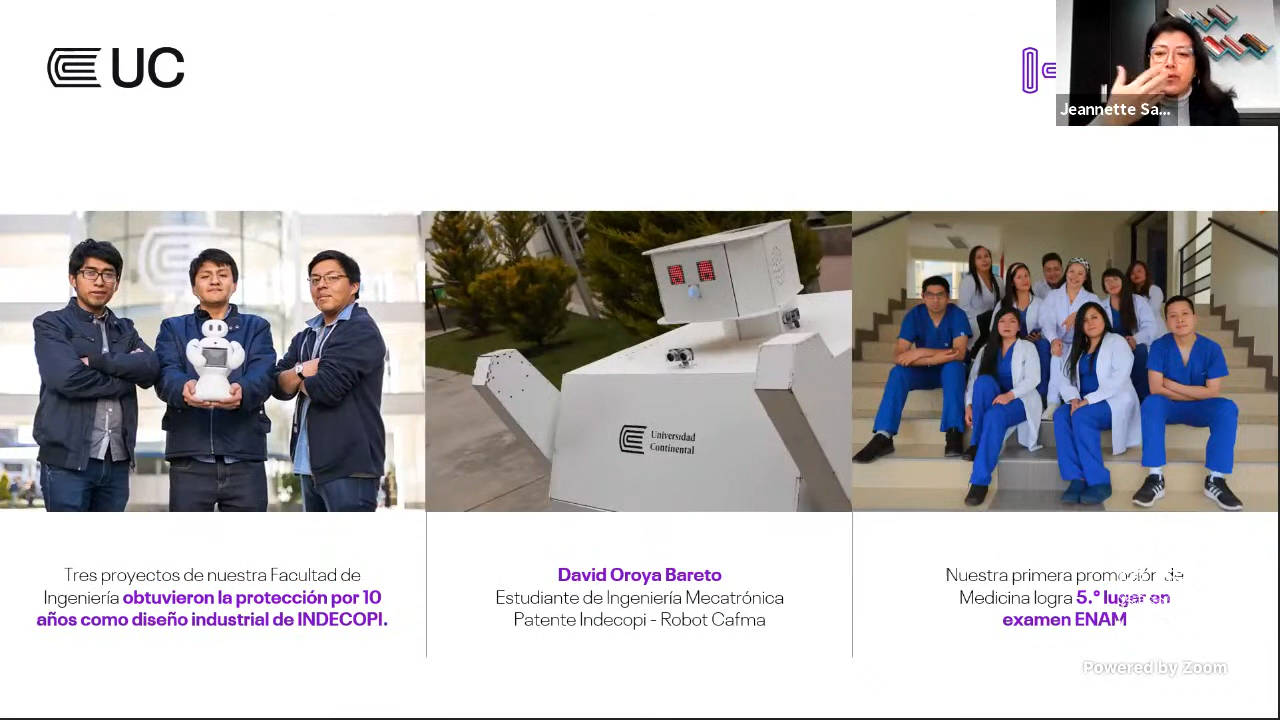 UC
Jeannette Sa...
Universidad
Continental
Tres proyectos de nuestra Facultad de
Ingeniería obtuvieron la protección por 10
años como diseño industrial de INDECOPI.
David Oroya Bareto
Estudiante de Ingeniería Mecatrónica
Patente Indecopi - Robot Cafma
Nuestra primera promoción de
Medicina logra 5.° lugar en
examen ENAM
Powered by Zoom